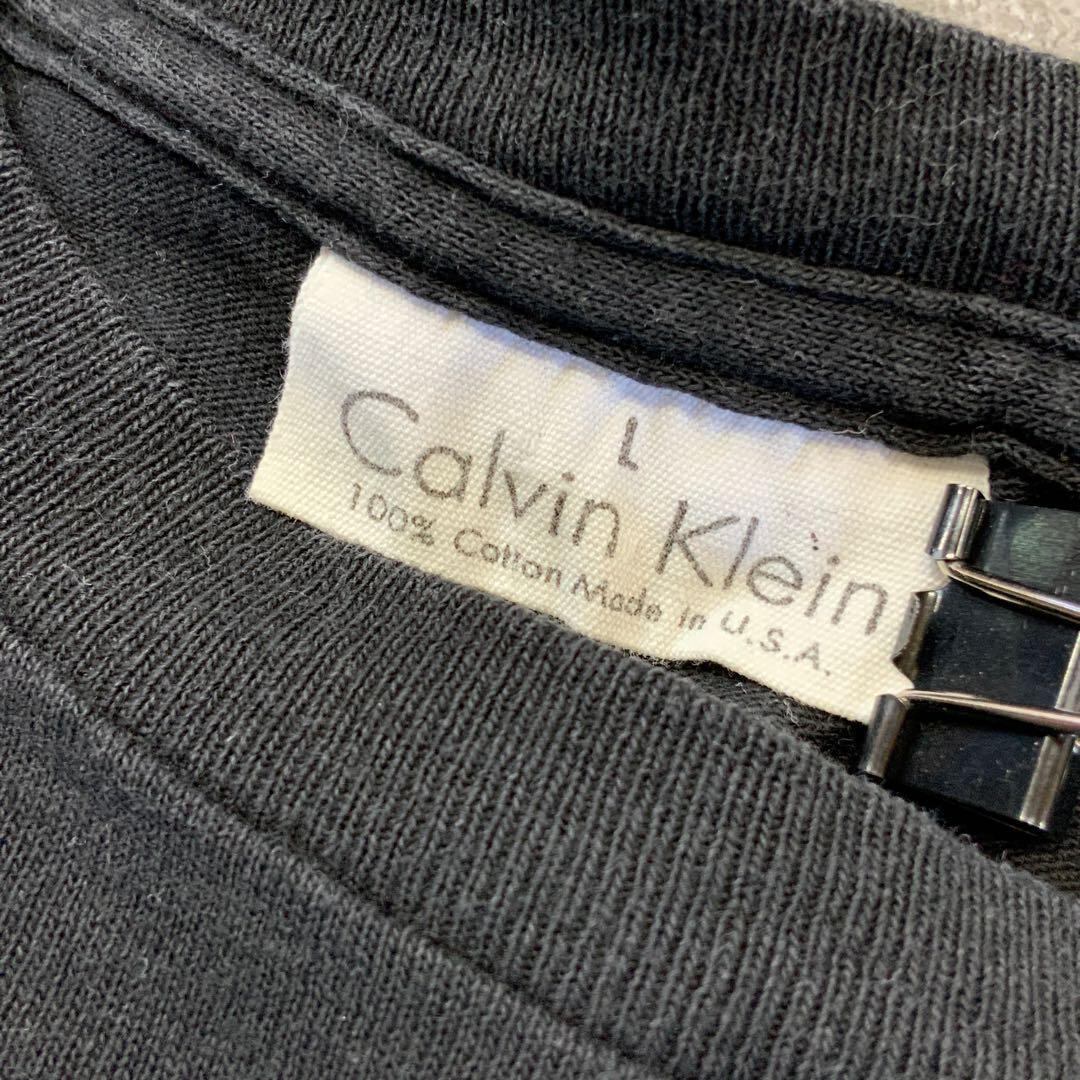 L
Calvin Klein
100% Cotton Made in U.S.A.